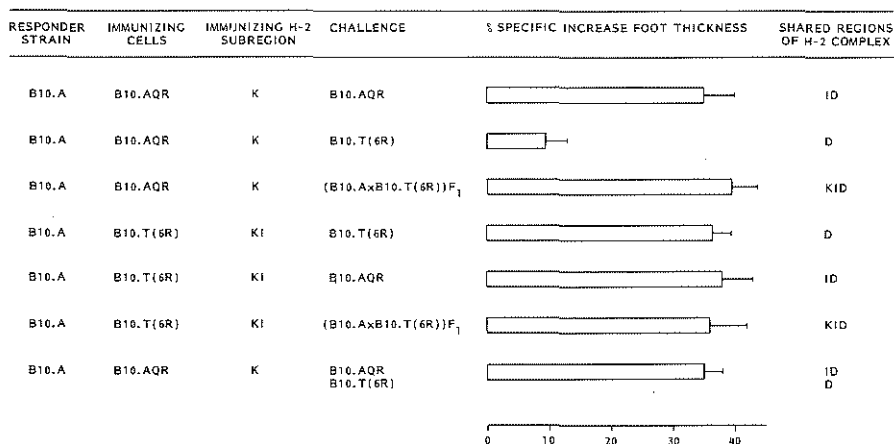 RESPONDER STRAIN IMMUNIZING CELLS IMMUNIZING H-2 SUBREGION CHALLENGE % SPECIFIC INCREASE FOOT THICKNESS SHARED REGIONS OF H-2 COMPLEX
B10.A B10.AQR K B10.AQR ID
B10.A B10.AQR K B10.T(6R) D
B10.A B10.AQR K (B10.AxB10.T(6R))F1 KID
B10.A B10.T(6R) KI B10.T(6R) D
B10.A B10.T(6R) KI B10.AQR ID
B10.A B10.T(6R) KI (B10.AxB10.T(6R))F1 KID
B10.A B10.AQR K B10.AQR ID
B10.T(6R) D
0 10 20 30 40